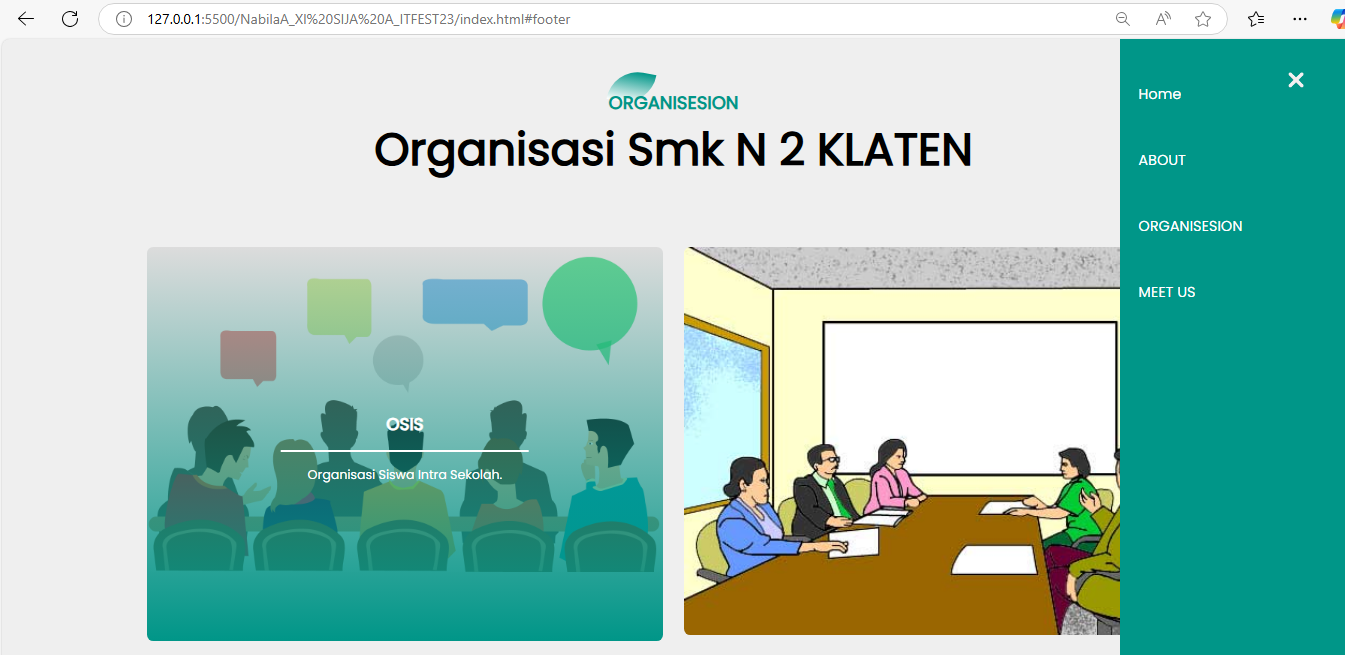 127.0.0.1:5500/NabilaA_XI%20SIJA%20A_ITFEST23/index.html#footer
ORGANISESION
Organisasi Smk N 2 KLATEN
Home
ABOUT
ORGANISESION
MEET US
OSIS
Organisasi Siswa Intra Sekolah.